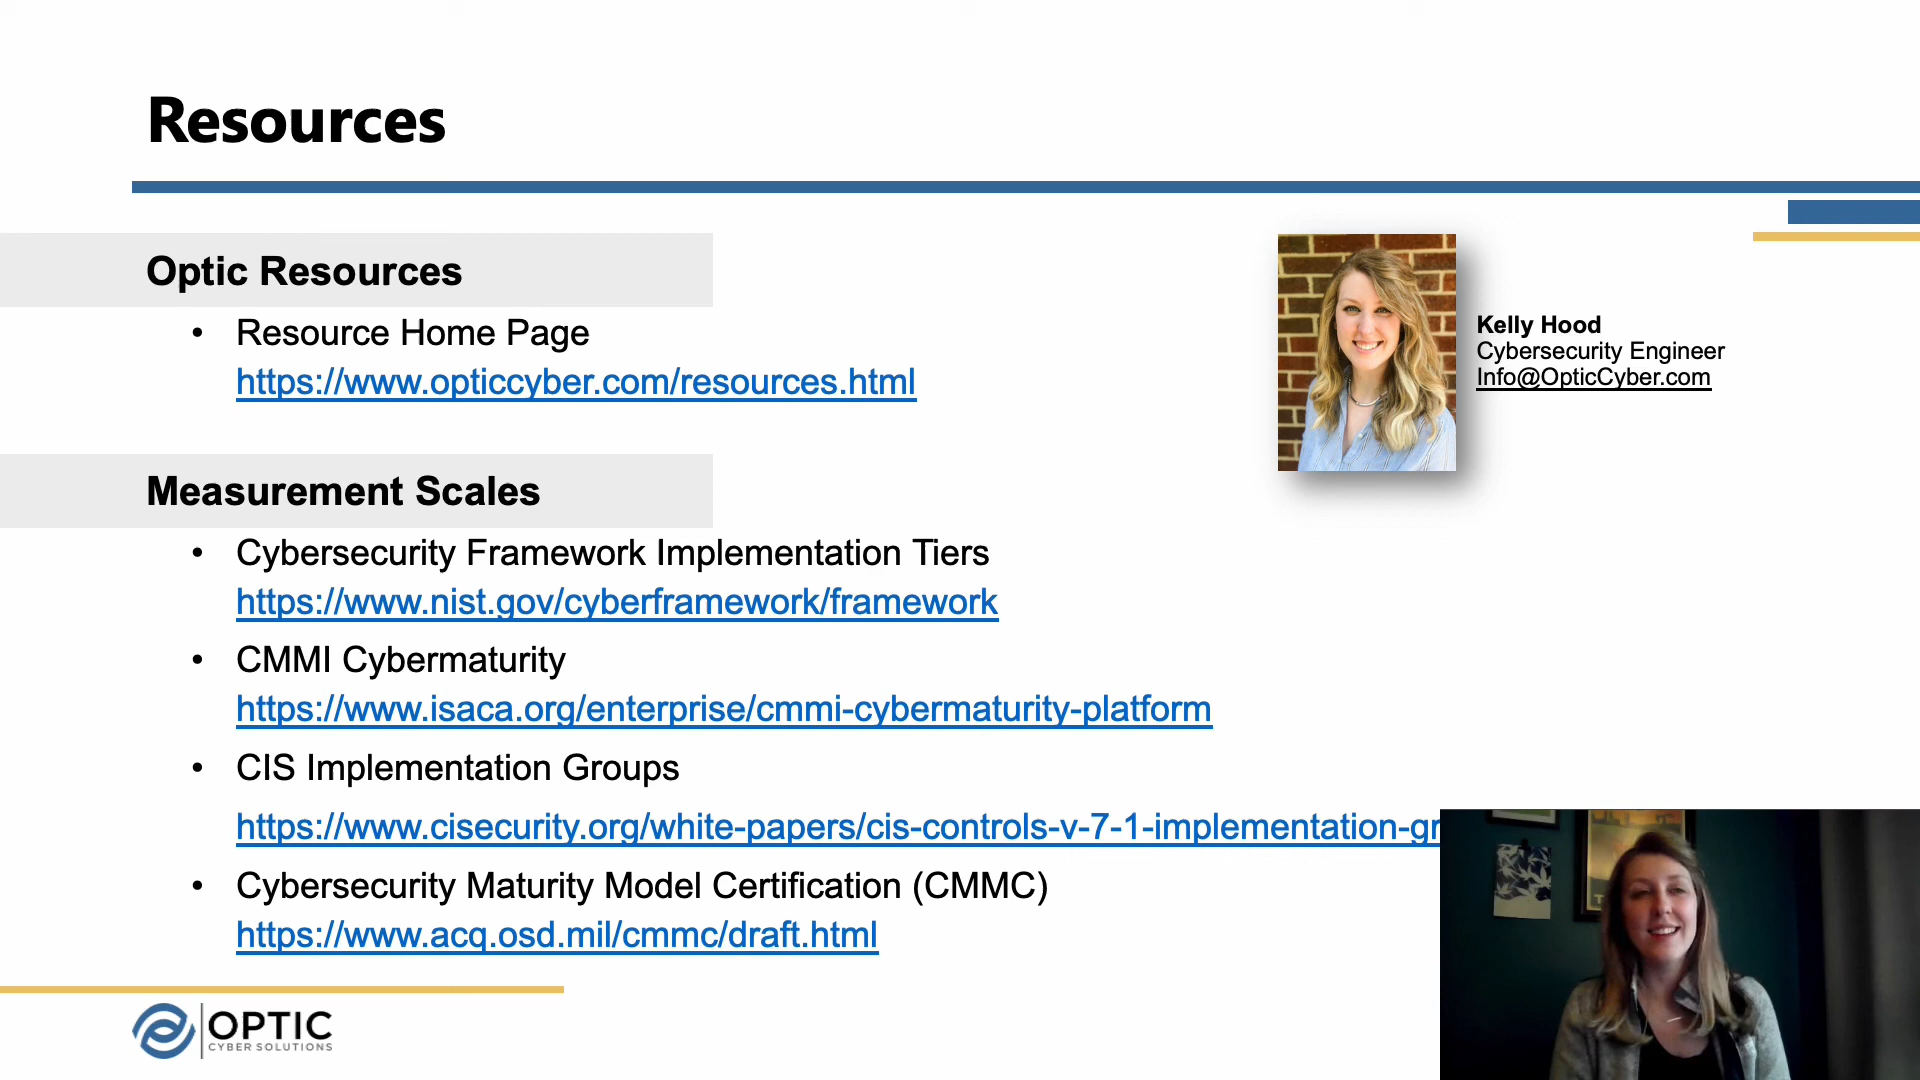 Resources
Optic Resources
• Resource Home Page
https://www.opticcyber.com/resources.html
Kelly Hood
Cybersecurity Engineer
Info@OpticCyber.com
Measurement Scales
• Cybersecurity Framework Implementation Tiers
https://www.nist.gov/cyberframework/framework
• CMMI Cybermaturity
https://www.isaca.org/enterprise/cmmi-cybermaturity-platform
• CIS Implementation Groups
https://www.cisecurity.org/white-papers/cis-controls-v-7-1-implementation-gr
• Cybersecurity Maturity Model Certification (CMMC)
https://www.acq.osd.mil/cmmc/draft.html
OPTIC
CYBER SOLUTIONS